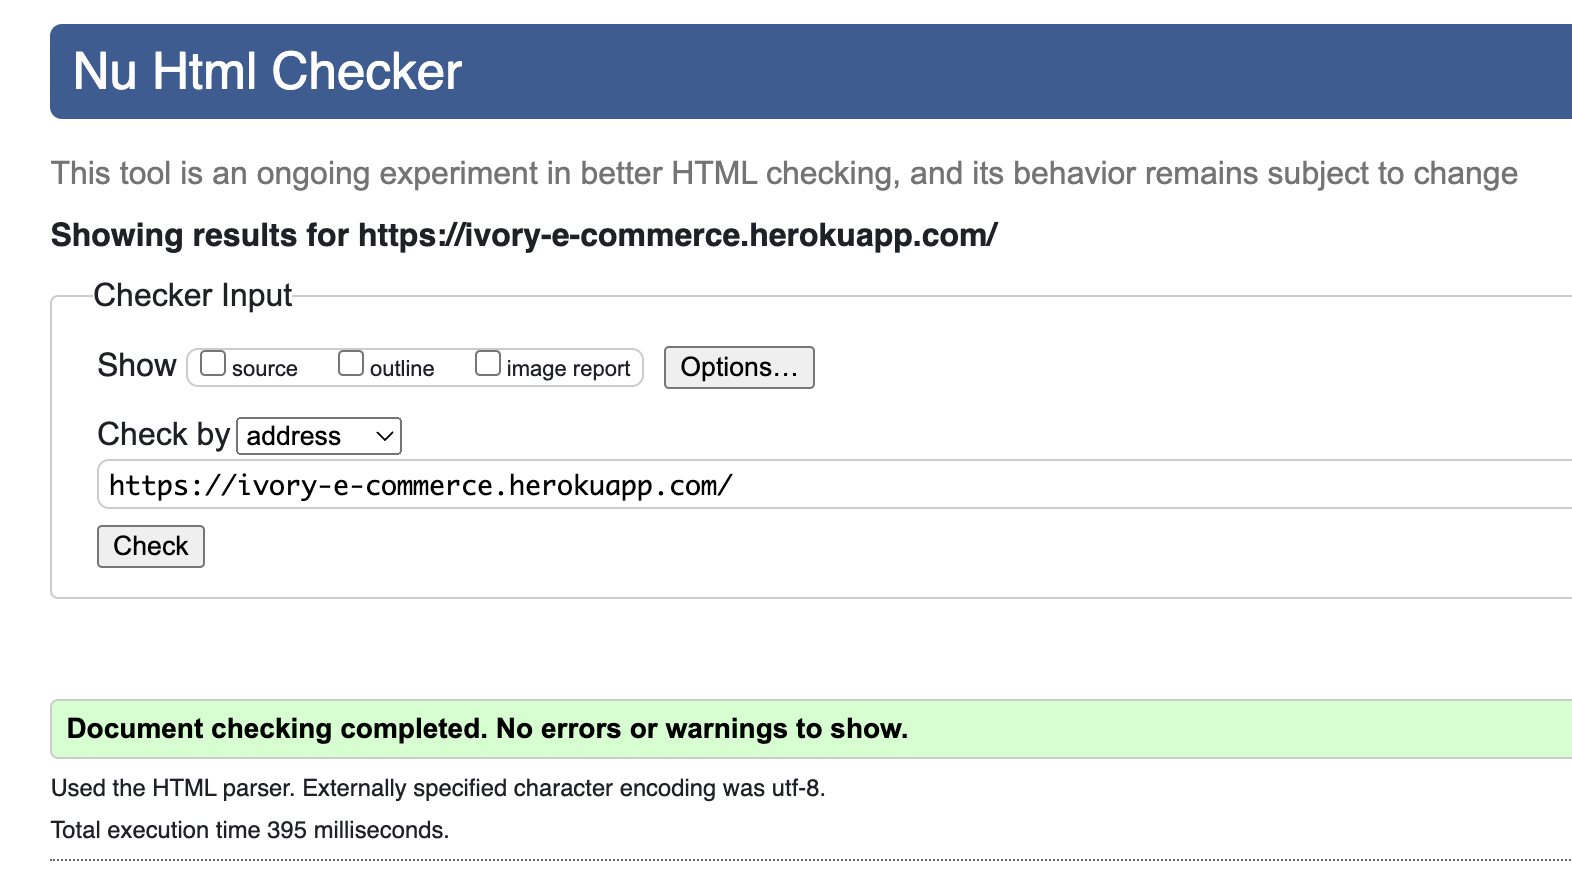 Nu Html Checker
This tool is an ongoing experiment in better HTML checking, and its behavior remains subject to change
Showing results for https://ivory-e-commerce.herokuapp.com/
Checker Input
Show source outline image report Options...
Check by address
https://ivory-e-commerce.herokuapp.com/
Check
Document checking completed. No errors or warnings to show.
Used the HTML parser. Externally specified character encoding was utf-8.
Total execution time 395 milliseconds.